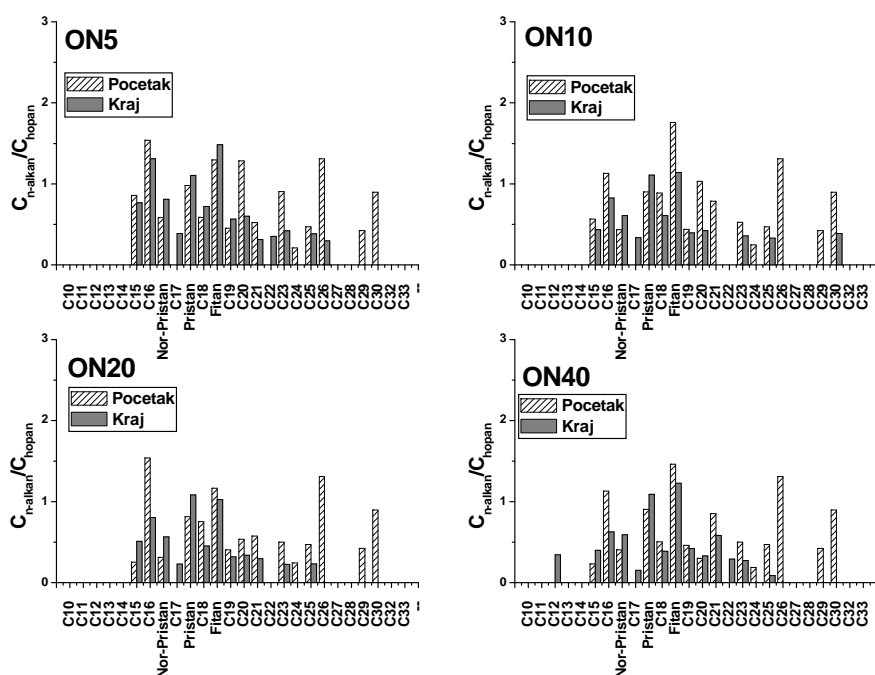 ON5
Pocetak
Kraj
C n-alkan/C hopan
3
2
1
0
C10
C11
C12
C13
C14
C15
C16
Nor-Pristan
C17
Pristan
C18
Fitan
C19
C20
C21
C22
C23
C24
C25
C26
C27
C28
C29
C30
C32
C33
--
ON10
Pocetak
Kraj
C n-alkan/C hopan
3
2
1
0
C10
C11
C12
C13
C14
C15
C16
Nor-Pristan
C17
Pristan
C18
Fitan
C19
C20
C21
C22
C23
C24
C25
C26
C27
C28
C29
C30
C32
C33
ON20
Pocetak
Kraj
C n-alkan/C hopan
3
2
1
0
C10
C11
C12
C13
C14
C15
C16
Nor-Pristan
C17
Pristan
C18
Fitan
C19
C20
C21
C22
C23
C24
C25
C26
C27
C28
C29
C30
C32
C33
--
ON40
Pocetak
Kraj
C n-alkan/C hopan
3
2
1
0
C10
C11
C12
C13
C14
C15
C16
Nor-Pristan
C17
Pristan
C18
Fitan
C19
C20
C21
C22
C23
C24
C25
C26
C27
C28
C29
C30
C32
C33